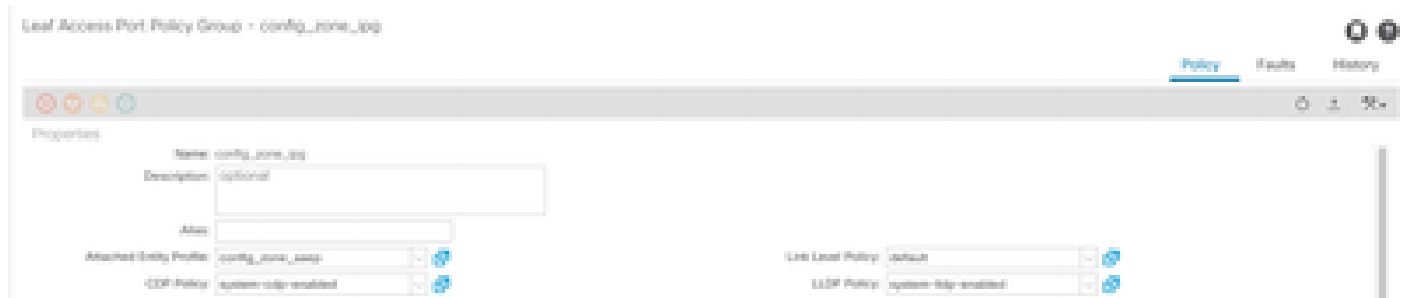 Leaf Access Port Policy Group - config_zone_ipg
Policy Faults History
Properties
Name: config_zone_ipg
Description: optional
Alias:
Attached Entity Profile: config_zone_aaep
Link Level Policy: default
CDP Policy: system-cdp-enabled
LLDP Policy: system-lldp-enabled